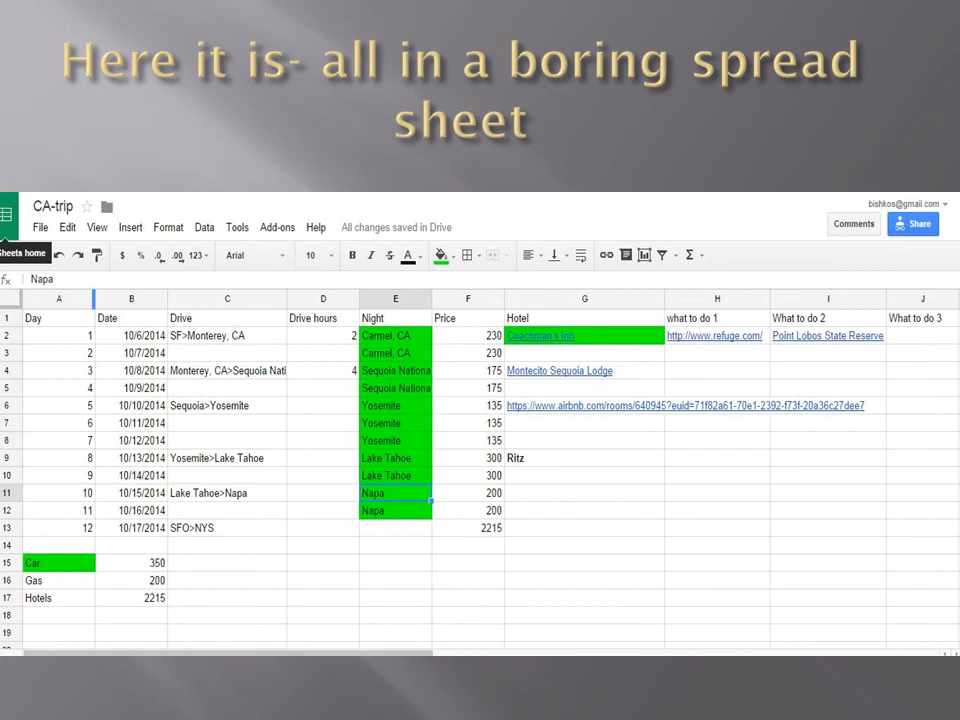 Here it is- all in a boring spread
sheet
CA-trip
bishkos@gmail.com
File Edit View Insert Format Data Tools Add-ons Help All changes saved in Drive
Comments Share
Sheets home $ % .0 .00 123 Arial 10 B I S A Σ
fx Napa
A B C D E F G H I J
1 Day Date Drive Drive hours Night Price Hotel what to do 1 What to do 2 What to do 3
2 1 10/6/2014 SF>Monterey, CA 2 Carmel, CA 230 Coachman's Inn http://www.refuge.com/ Point Lobos State Reserve
3 2 10/7/2014 Carmel, CA 230
4 3 10/8/2014 Monterey, CA>Sequoia Nati 4 Sequoia Nationa 175 Montecito Sequoia Lodge
5 4 10/9/2014 Sequoia Nationa 175
6 5 10/10/2014 Sequoia>Yosemite Yosemite 135 https://www.airbnb.com/rooms/640945?euid=71f82a61-70e1-2392-f73f-20a36c27dee7
7 6 10/11/2014 Yosemite 135
8 7 10/12/2014 Yosemite 135
9 8 10/13/2014 Yosemite>Lake Tahoe Lake Tahoe 300 Ritz
10 9 10/14/2014 Lake Tahoe 300
11 10 10/15/2014 Lake Tahoe>Napa Napa 200
12 11 10/16/2014 Napa 200
13 12 10/17/2014 SFO>NYS 2215
14
15 Car 350
16 Gas 200
17 Hotels 2215
18
19